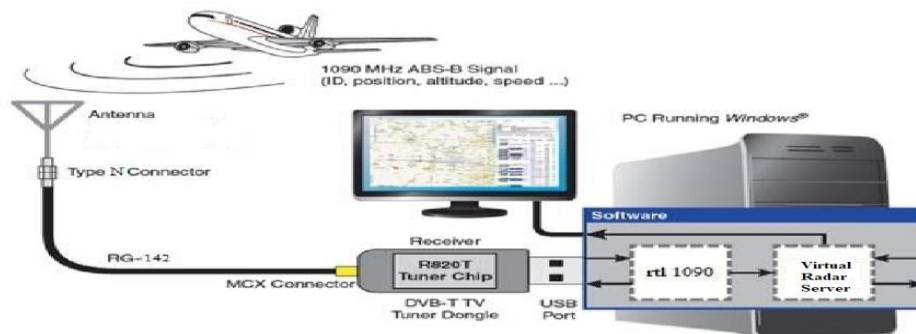 1090 MHz ABS-B Signal
(ID, position, altitude, speed ...)
Antenna
PC Running Windows®
Type N Connector
Software
Receiver
RG-142
R820T
Tuner Chip
rtl 1090
Virtual
Radar
Server
MCX Connector
DVB-T TV
Tuner Dongle
USB
Port